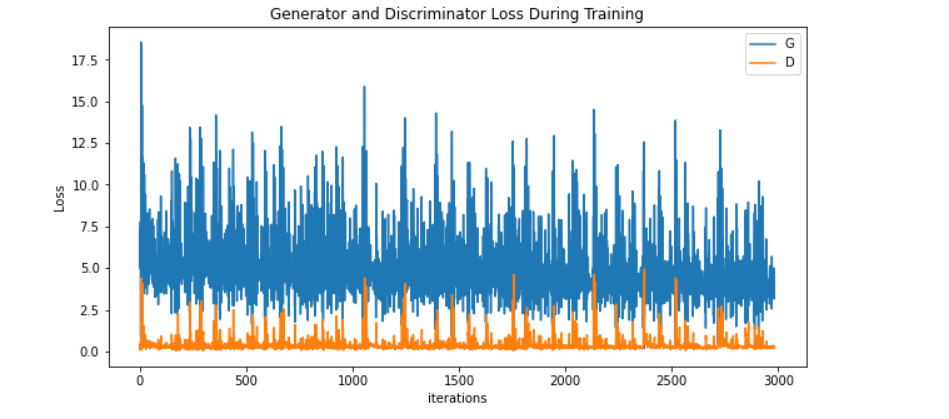 Generator and Discriminator Loss During Training
G
D
17.5
15.0
12.5
10.0
7.5
5.0
2.5
0.0
Loss
0 500 1000 1500 2000 2500 3000
iterations